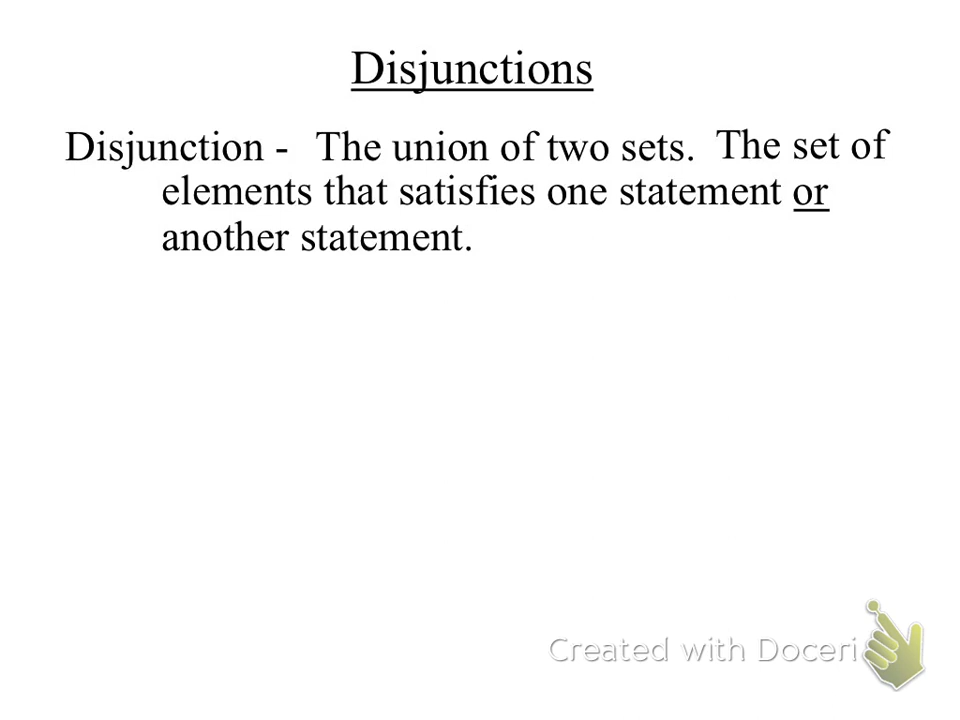 Disjunctions
Disjunction - The union of two sets. The set of
elements that satisfies one statement or
another statement.
Created with Doceri